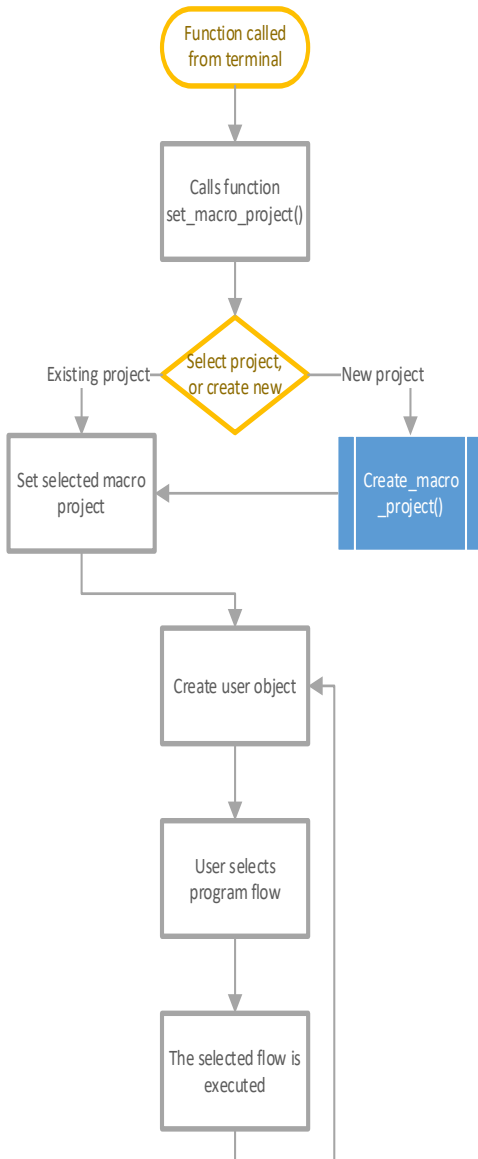 Function called
from terminal
Calls function
set_macro_project()
Select project,
or create new
Existing project
New project
Set selected macro
project
Create_macro
_project()
Create user object
User selects
program flow
The selected flow is
executed